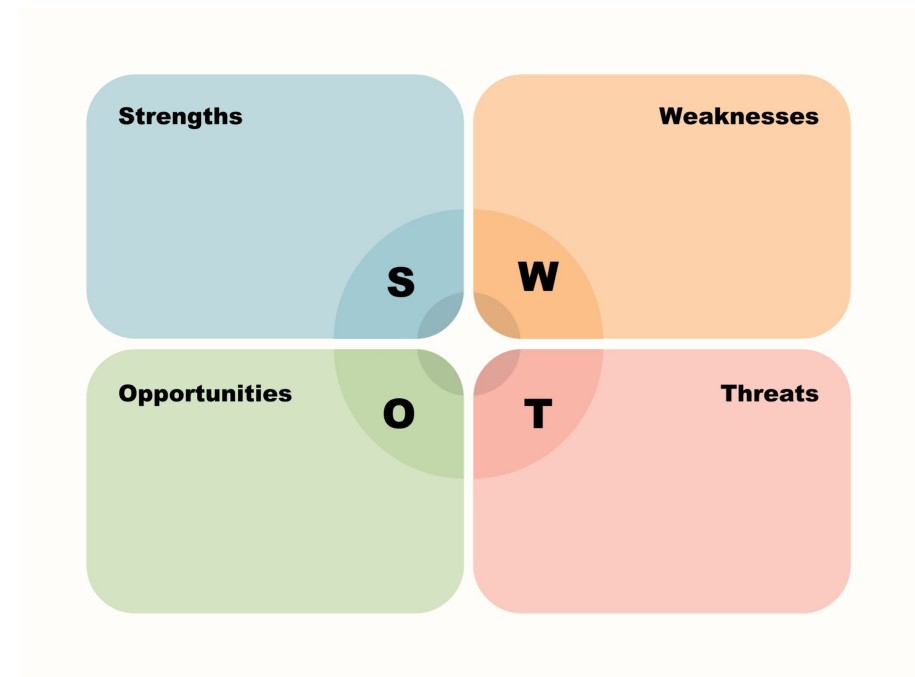 Strengths
Weaknesses
S
W
Opportunities
Threats
O
T